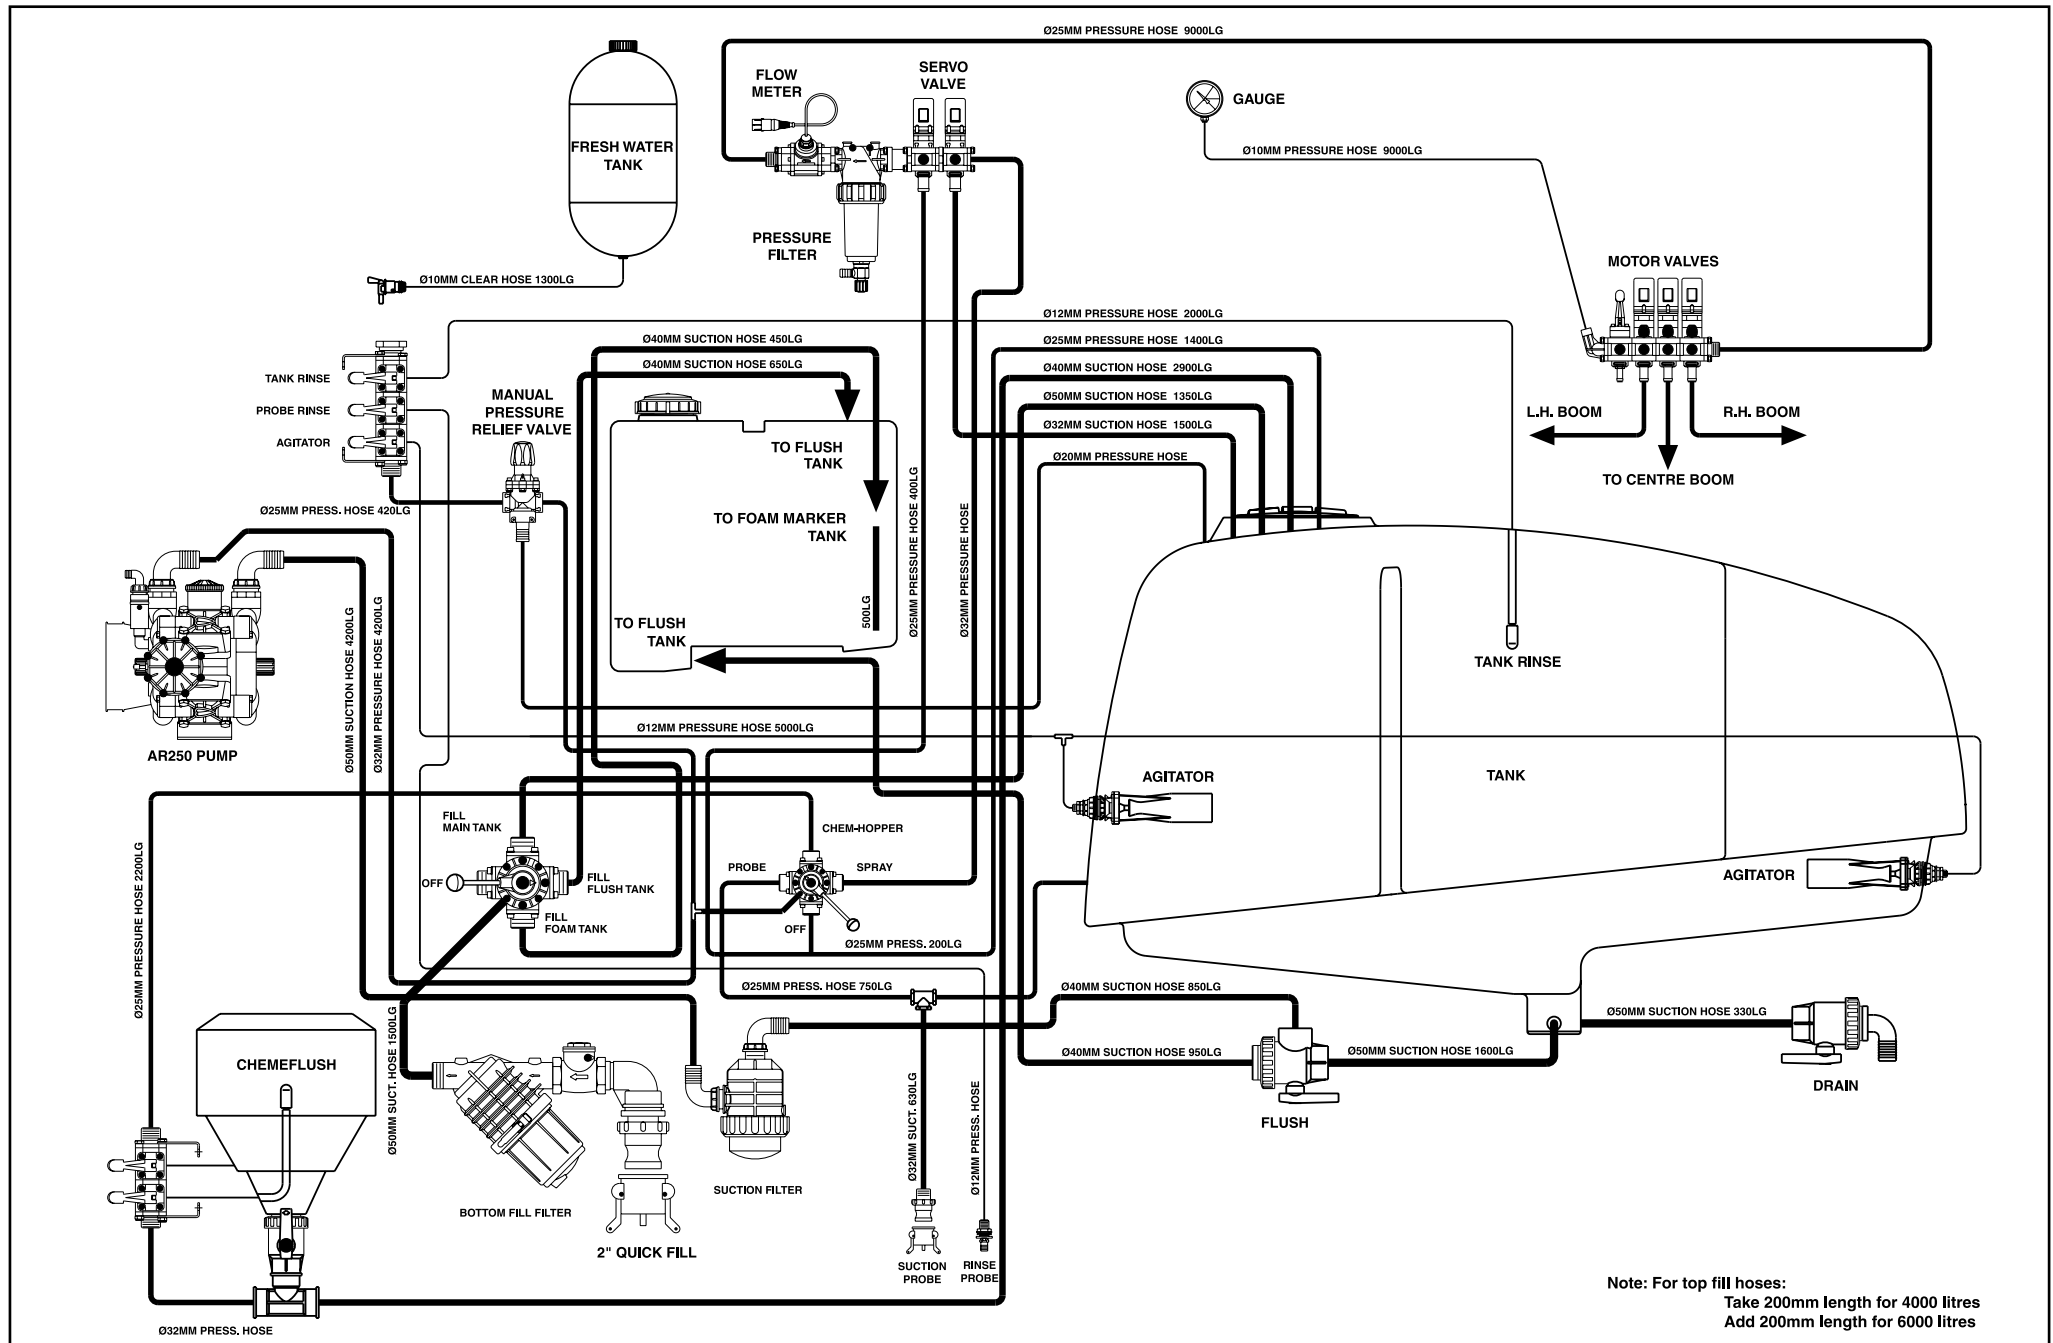 Ø25MM PRESSURE HOSE 9000LG
SERVO
VALVE
FLOW
METER
GAUGE
FRESH WATER
TANK
Ø10MM PRESSURE HOSE 9000LG
PRESSURE
FILTER
MOTOR VALVES
Ø10MM CLEAR HOSE 1300LG
Ø12MM PRESSURE HOSE 2000LG
Ø40MM SUCTION HOSE 450LG
Ø25MM PRESSURE HOSE 1400LG
Ø40MM SUCTION HOSE 650LG
Ø40MM SUCTION HOSE 2900LG
TANK RINSE
PROBE RINSE
AGITATOR
MANUAL
PRESSURE
RELIEF VALVE
Ø50MM SUCTION HOSE 1350LG
Ø32MM SUCTION HOSE 1500LG
Ø20MM PRESSURE HOSE
L.H. BOOM
R.H. BOOM
TO CENTRE BOOM
TO FLUSH
TANK
TO FOAM MARKER
TANK
TO FLUSH
TANK
500LG
Ø25MM PRESSURE HOSE 400LG
Ø32MM PRESSURE HOSE
Ø25MM PRESS. HOSE 420LG
Ø50MM SUCTION HOSE 4200LG
Ø32MM PRESSURE HOSE 4200LG
AR250 PUMP
TANK RINSE
Ø12MM PRESSURE HOSE 5000LG
AGITATOR
TANK
AGITATOR
FILL
MAIN TANK
OFF
FILL
FLUSH TANK
FILL
FOAM TANK
CHEM-HOPPER
PROBE
SPRAY
OFF
Ø25MM PRESS. 200LG
Ø25MM PRESSURE HOSE 2200LG
Ø25MM PRESS. HOSE 750LG
Ø40MM SUCTION HOSE 850LG
Ø50MM SUCTION HOSE 330LG
Ø40MM SUCTION HOSE 950LG
Ø50MM SUCTION HOSE 1600LG
DRAIN
FLUSH
CHEMEFLUSH
Ø50MM SUCT. HOSE 1500LG
BOTTOM FILL FILTER
SUCTION FILTER
2" QUICK FILL
Ø32MM SUCT. 630LG
Ø12MM PRESS. HOSE
SUCTION
PROBE
RINSE
PROBE
Ø32MM PRESS. HOSE
Note: For top fill hoses:
Take 200mm length for 4000 litres
Add 200mm length for 6000 litres